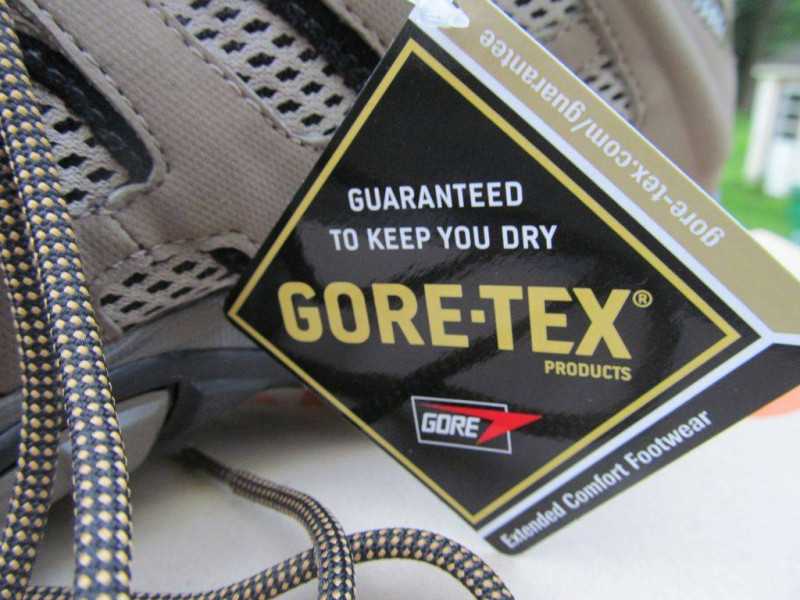 GUARANTEED
TO KEEP YOU DRY
GORE-TEX®
PRODUCTS
GORE
Extended Comfort Footwear
gore-tex.com/guarantee